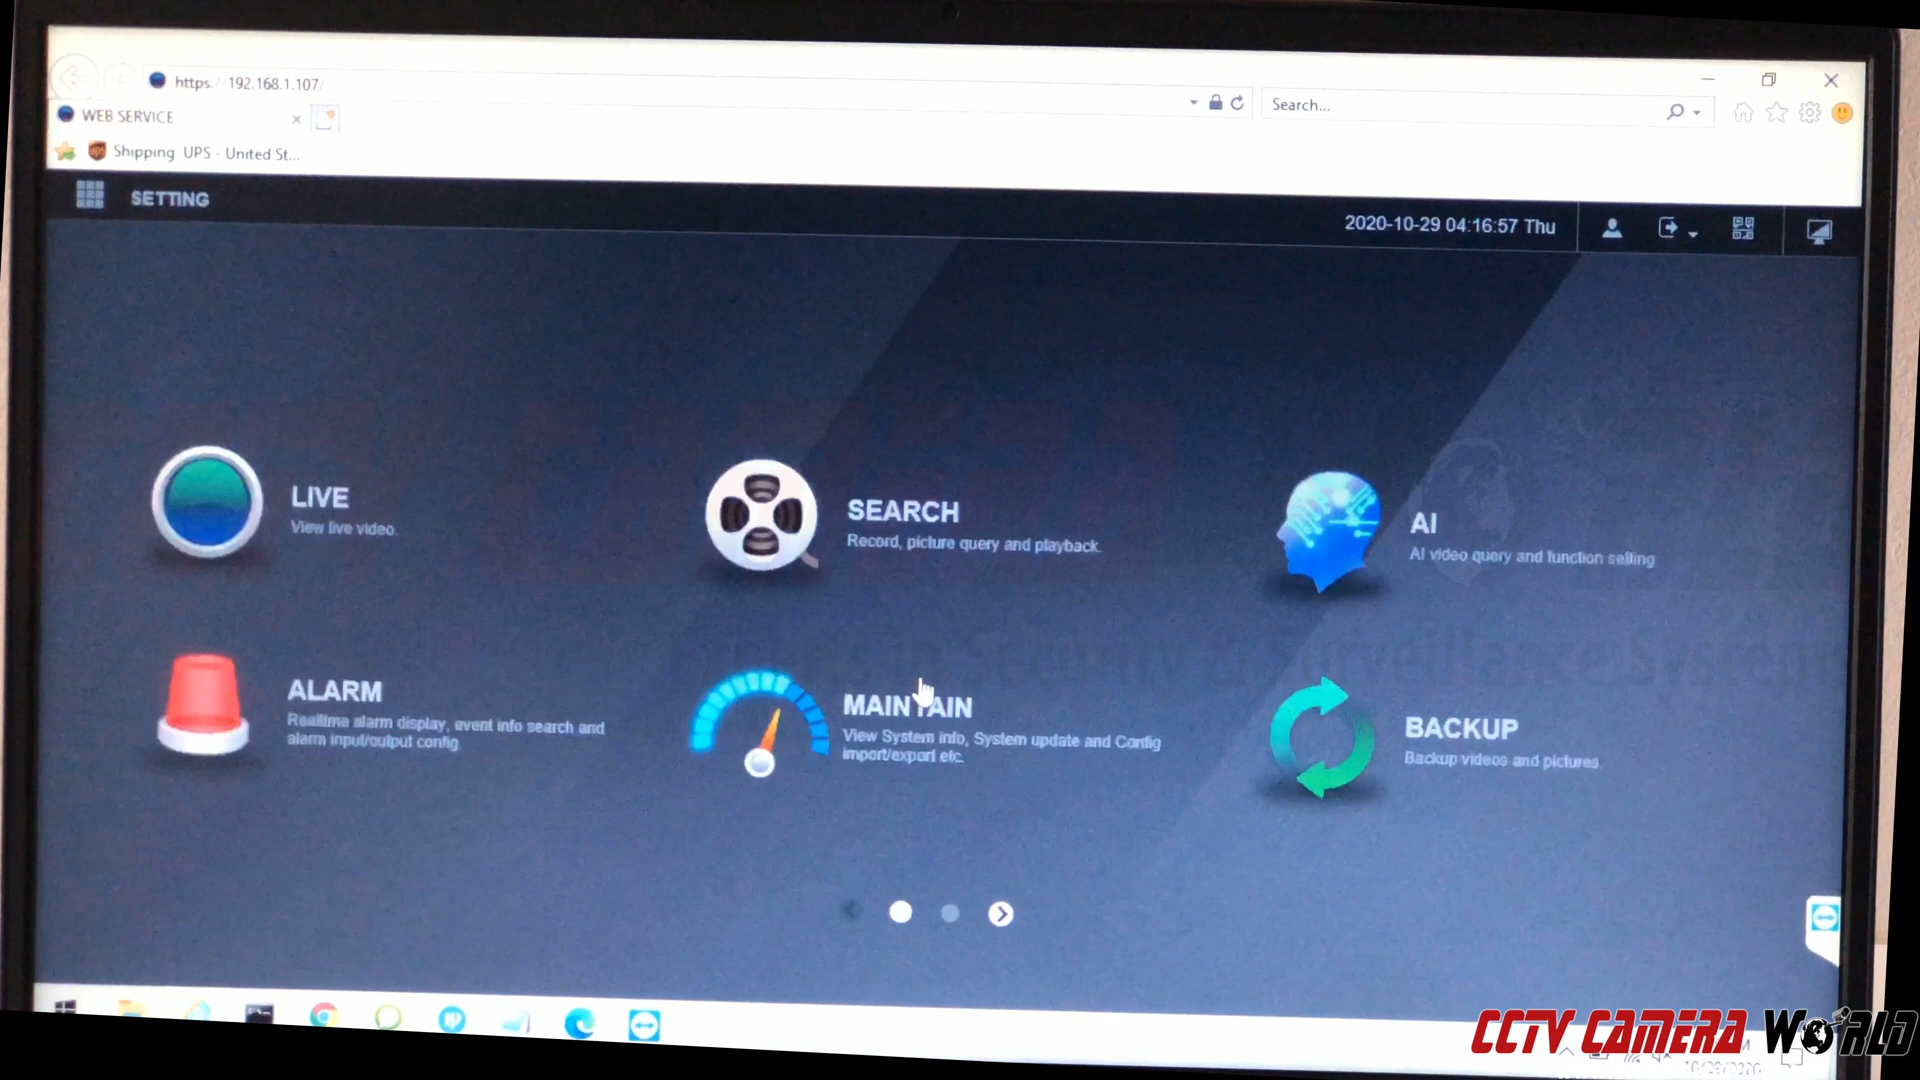 https://192.168.1.107/
Search...
WEB SERVICE
Shipping UPS - United St...
SETTING
2020-10-29 04:16:57 Thu
LIVE
View live video.
SEARCH
Record, picture query and playback.
AI
AI video query and function setting
ALARM
Realtime alarm display, event info search and
alarm input/output config
MAINTAIN
View System info, System update and Config
import/export etc.
BACKUP
Backup videos and pictures
CCTV CAMERA WORLD
10/29/2020